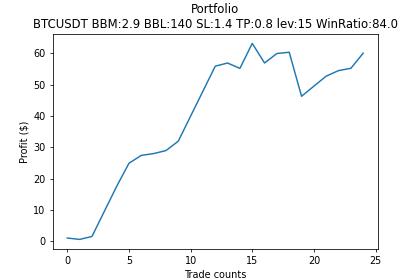 Portfolio
BTCUSDT BBM:2.9 BBL:140 SL:1.4 TP:0.8 lev:15 WinRatio:84.0
Profit ($)
60
50
40
30
20
10
0
0 5 10 15 20 25
Trade counts